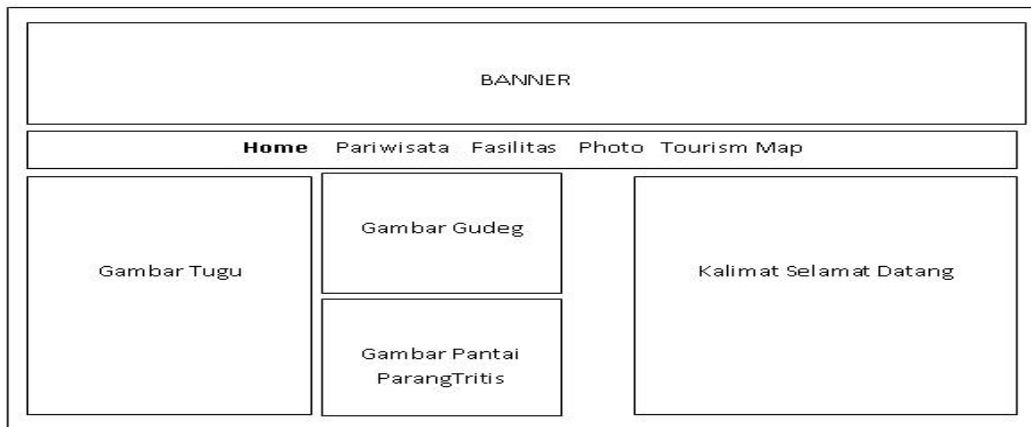 BANNER
Home Pariwisata Fasilitas Photo Tourism Map
Gambar Tugu
Gambar Gudeg
Gambar Pantai
ParangTritis
Kalimat Selamat Datang